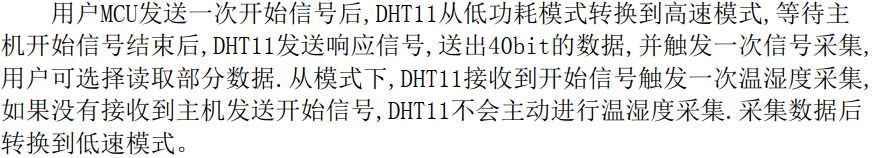 用户MCU发送一次开始信号后,DHT11从低功耗模式转换到高速模式,等待主
机开始信号结束后,DHT11发送响应信号,送出40bit的数据,并触发一次信号采集,
用户可选择读取部分数据.从模式下,DHT11接收到开始信号触发一次温湿度采集,
如果没有接收到主机发送开始信号,DHT11不会主动进行温湿度采集.采集数据后
转换到低速模式。